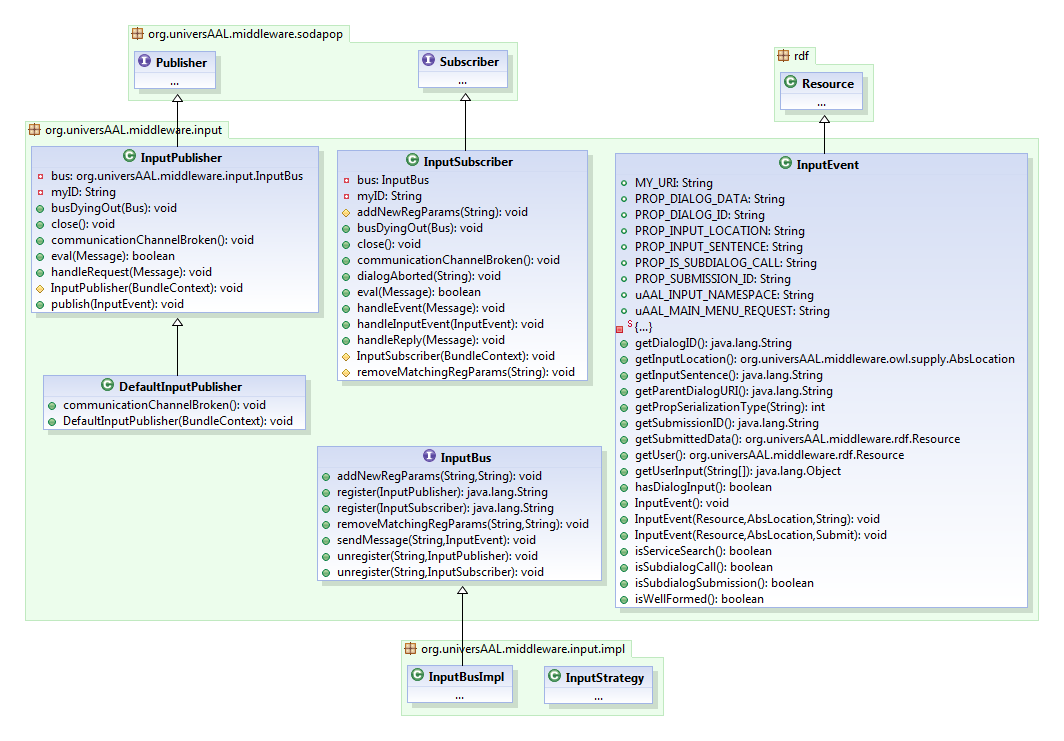 org.universAAL.middleware.sodapop
I Publisher
...
I Subscriber
...
rdf
C Resource
...
org.universAAL.middleware.input
C InputPublisher
bus: org.universAAL.middleware.input.InputBus
myID: String
busDyingOut(Bus): void
close(): void
communicationChannelBroken(): void
eval(Message): boolean
handleRequest(Message): void
InputPublisher(BundleContext): void
publish(InputEvent): void
C InputSubscriber
bus: InputBus
myID: String
addNewRegParams(String): void
busDyingOut(Bus): void
close(): void
communicationChannelBroken(): void
dialogAborted(String): void
eval(Message): boolean
handleEvent(Message): void
handleInputEvent(InputEvent): void
handleReply(Message): void
InputSubscriber(BundleContext): void
removeMatchingRegParams(String): void
C InputEvent
MY_URI: String
PROP_DIALOG_DATA: String
PROP_DIALOG_ID: String
PROP_INPUT_LOCATION: String
PROP_INPUT_SENTENCE: String
PROP_IS_SUBDIALOG_CALL: String
PROP_SUBMISSION_ID: String
uAAL_INPUT_NAMESPACE: String
uAAL_MAIN_MENU_REQUEST: String
S {...}
getDialogID(): java.lang.String
getInputLocation(): org.universAAL.middleware.owl.supply.AbsLocation
getInputSentence(): java.lang.String
getParentDialogURI(): java.lang.String
getPropSerializationType(String): int
getSubmissionID(): java.lang.String
getSubmittedData(): org.universAAL.middleware.rdf.Resource
getUser(): org.universAAL.middleware.rdf.Resource
getUserInput(String[]): java.lang.Object
hasDialogInput(): boolean
InputEvent(): void
InputEvent(Resource,AbsLocation,String): void
InputEvent(Resource,AbsLocation,Submit): void
isServiceSearch(): boolean
isSubdialogCall(): boolean
isSubdialogSubmission(): boolean
isWellFormed(): boolean
C DefaultInputPublisher
communicationChannelBroken(): void
DefaultInputPublisher(BundleContext): void
I InputBus
addNewRegParams(String,String): void
register(InputPublisher): java.lang.String
register(InputSubscriber): java.lang.String
removeMatchingRegParams(String,String): void
sendMessage(String,InputEvent): void
unregister(String,InputPublisher): void
unregister(String,InputSubscriber): void
org.universAAL.middleware.input.impl
C InputBusImpl
...
C InputStrategy
...